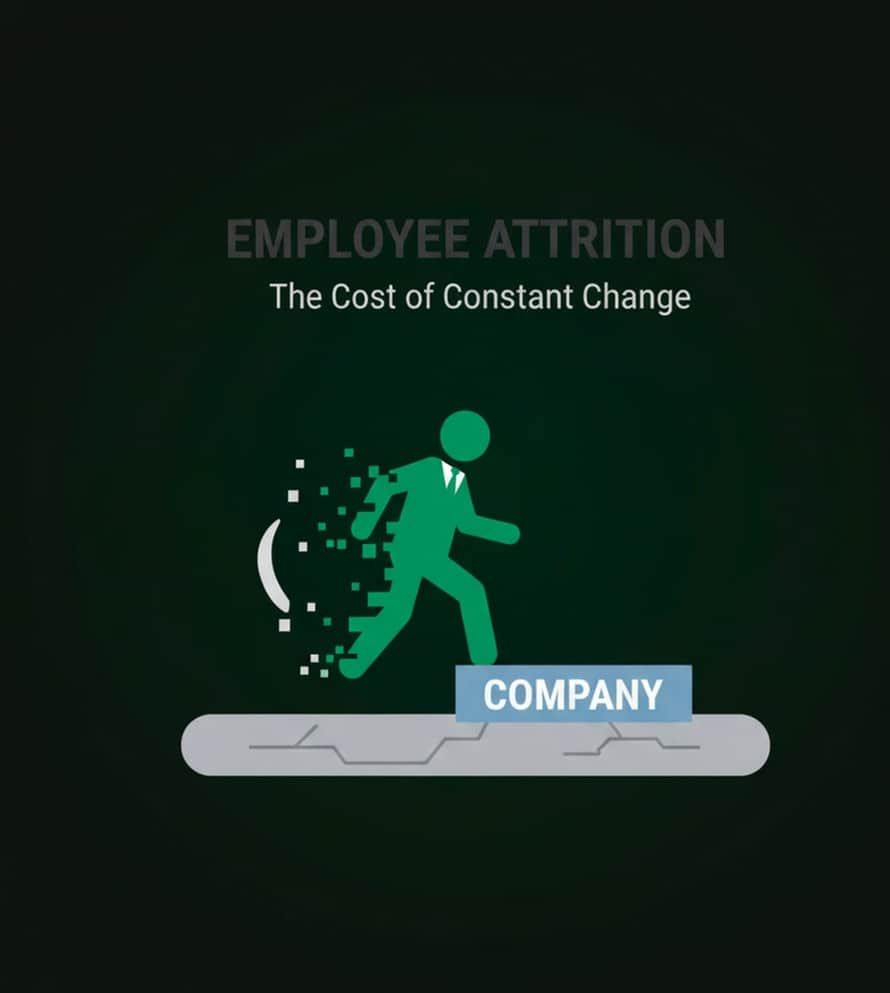 EMPLOYEE ATTRITION
The Cost of Constant Change
COMPANY